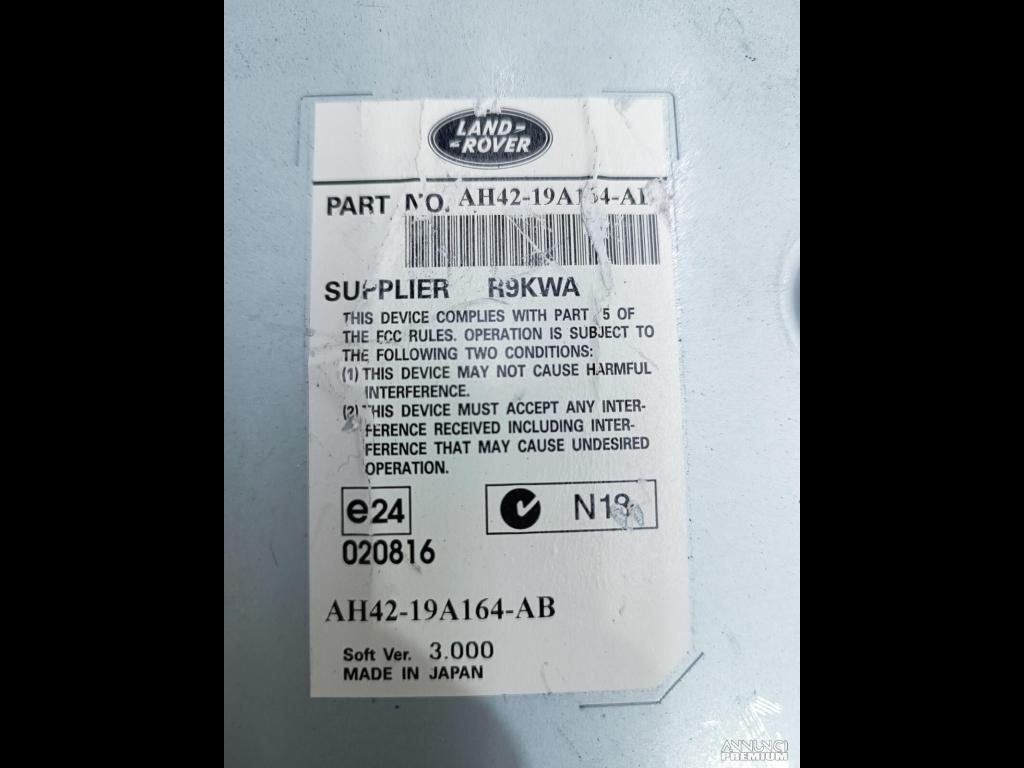 LAND-
-ROVER
PART NO. AH42-19A164-AB
SUPPLIER R9KWA
THIS DEVICE COMPLIES WITH PART 15 OF
THE FCC RULES. OPERATION IS SUBJECT TO
THE FOLLOWING TWO CONDITIONS:
(1) THIS DEVICE MAY NOT CAUSE HARMFUL
INTERFERENCE.
(2) THIS DEVICE MUST ACCEPT ANY INTER-
FERENCE RECEIVED INCLUDING INTER-
FERENCE THAT MAY CAUSE UNDESIRED
OPERATION.
e24 
020816
AH42-19A164-AB
Soft Ver. 3.000
MADE IN JAPAN
ANNUNCI
PREMIUM